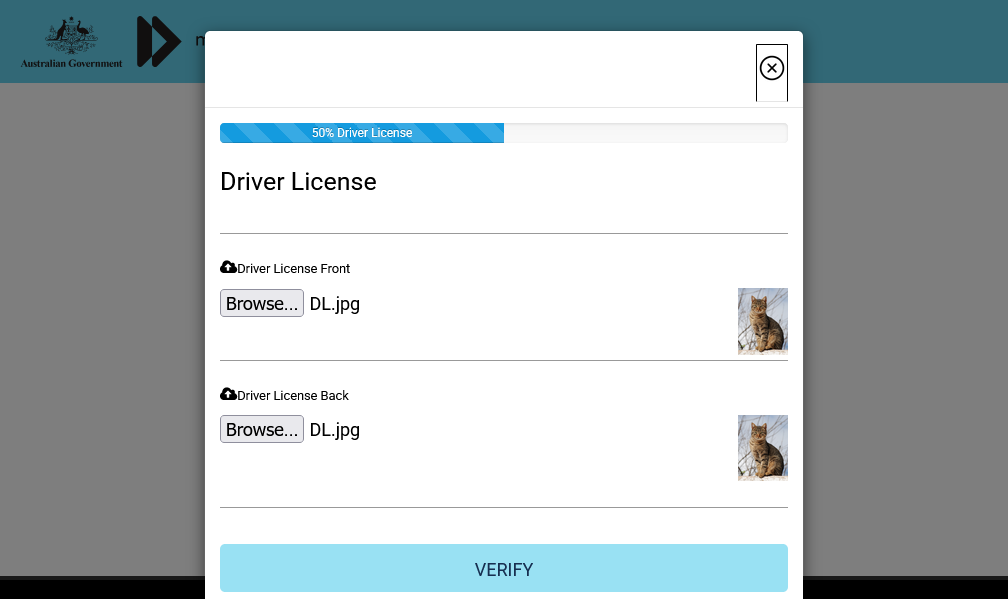 Australian Government
50% Driver License
Driver License
Driver License Front
Browse... DL.jpg
Driver License Back
Browse... DL.jpg
VERIFY